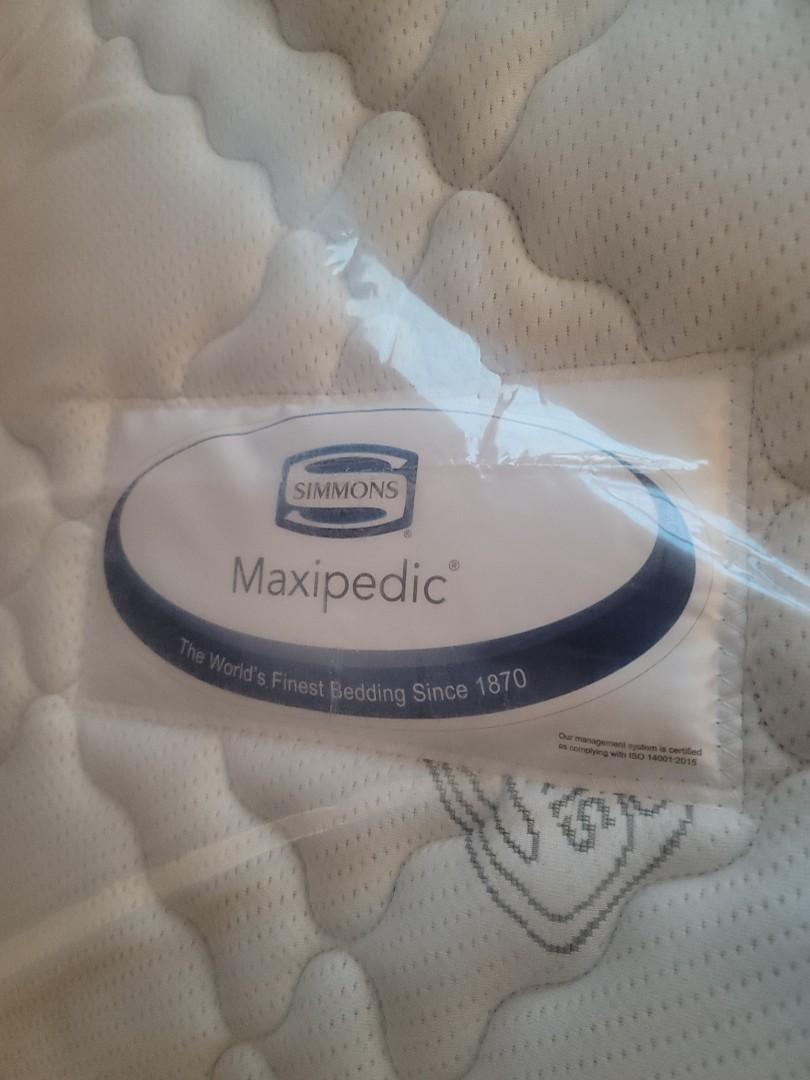 SIMMONS
®
Maxipedic®
The World's Finest Bedding Since 1870
Our management system is certified
as complying with ISO 14001:2015